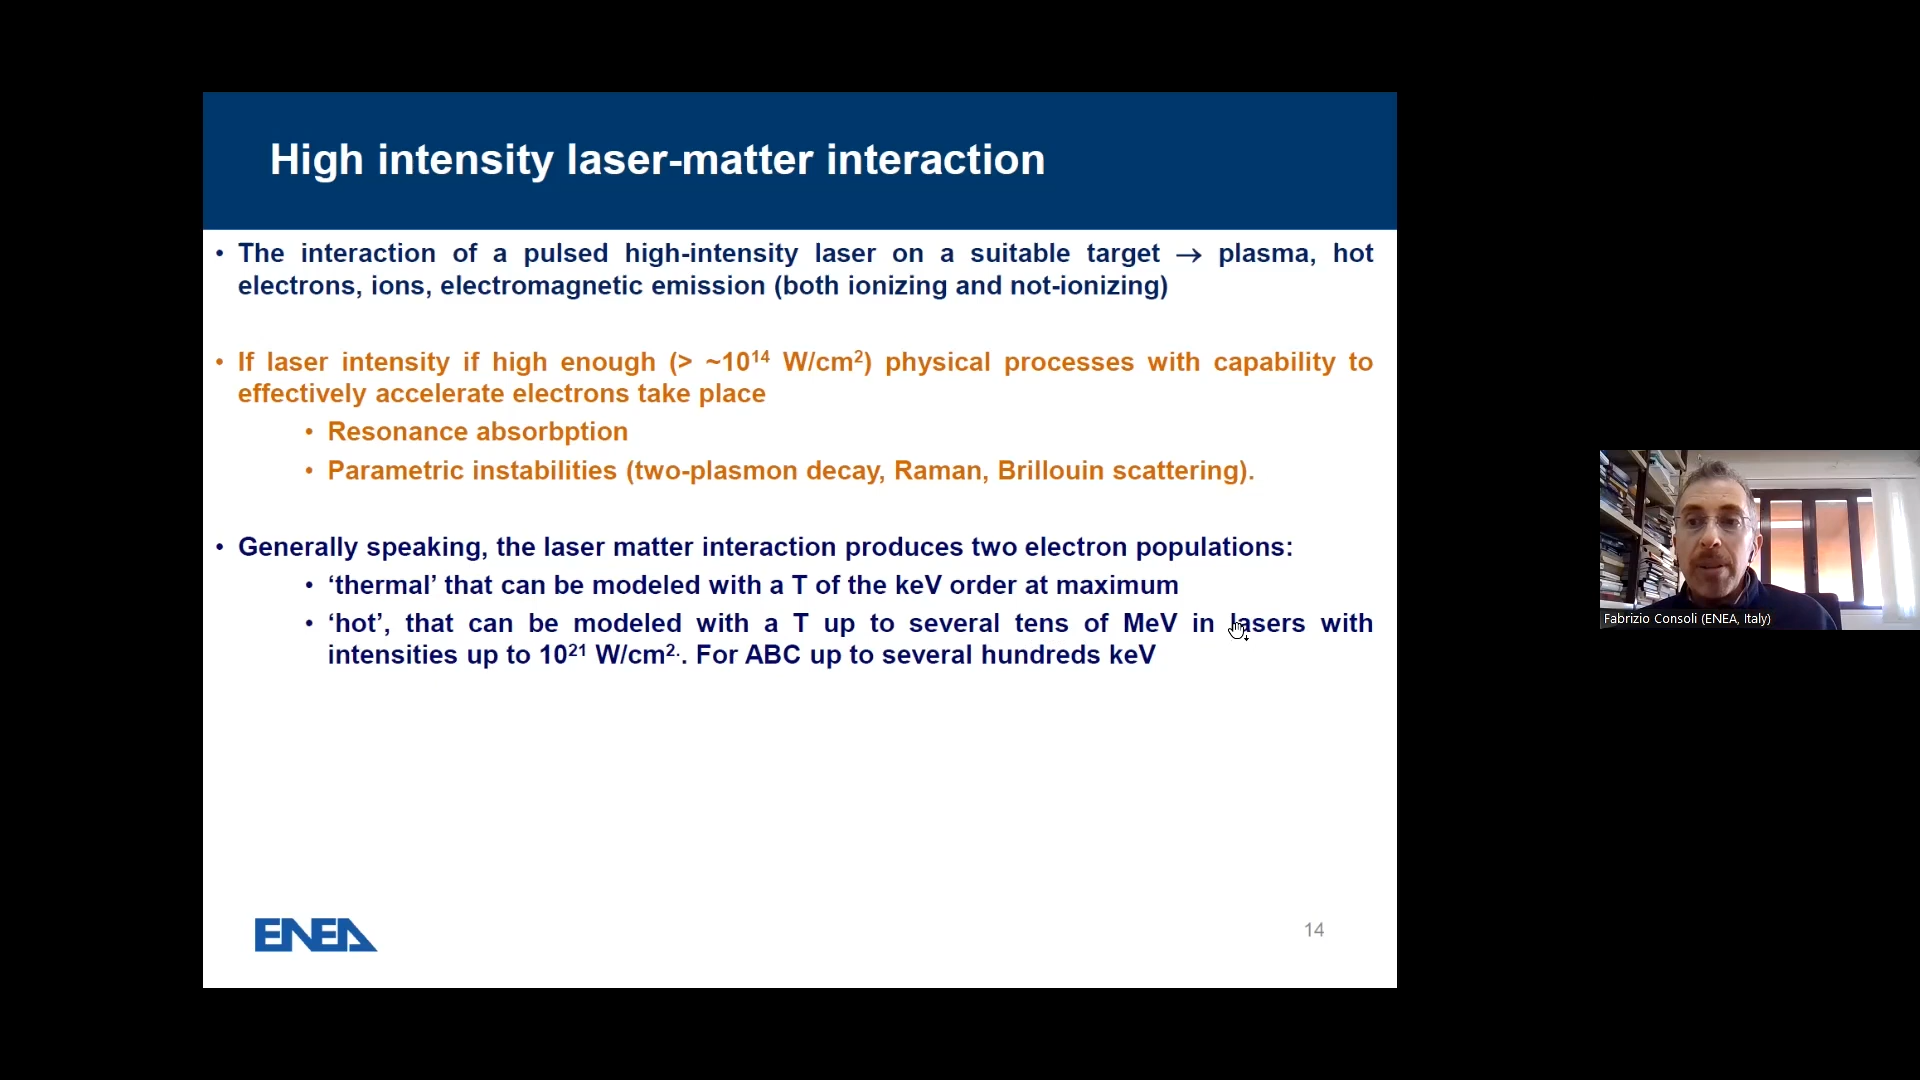 High intensity laser-matter interaction
• The interaction of a pulsed high-intensity laser on a suitable target → plasma, hot
electrons, ions, electromagnetic emission (both ionizing and not-ionizing)
• If laser intensity if high enough (> ~10¹⁴ W/cm²) physical processes with capability to
effectively accelerate electrons take place
• Resonance absorbption
• Parametric instabilities (two-plasmon decay, Raman, Brillouin scattering).
• Generally speaking, the laser matter interaction produces two electron populations:
• ‘thermal’ that can be modeled with a T of the keV order at maximum
• ‘hot’, that can be modeled with a T up to several tens of MeV in lasers with
intensities up to 10²¹ W/cm²·. For ABC up to several hundreds keV
ENEA
14
Fabrizio Consoli (ENEA, Italy)